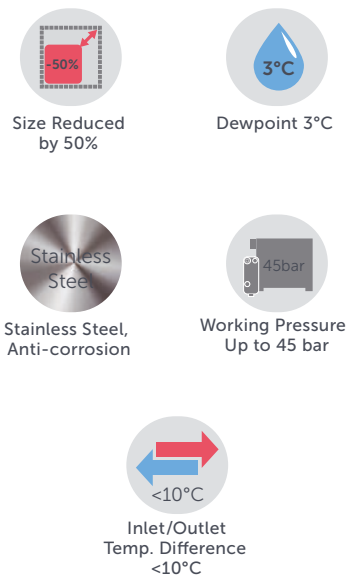 -50%
3°C
Size Reduced
by 50%
Dewpoint 3°C
Stainless
Steel
45bar
Stainless Steel,
Anti-corrosion
Working Pressure
Up to 45 bar
<10°C
Inlet/Outlet
Temp. Difference
<10°C